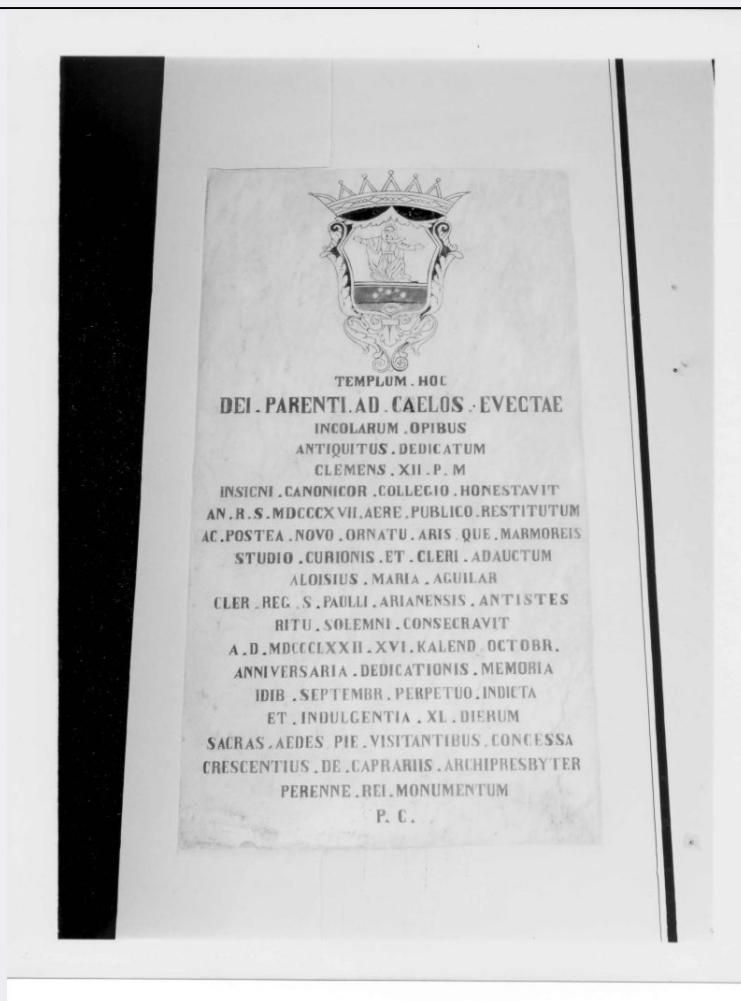 TEMPLUM . HOC
DEI . PARENTI . AD . CAELOS . EVECTAE
INCOLARUM . OPIBUS
ANTIQUITUS . DEDICATUM
CLEMENS . XII . P . M
INSIGNI . CANONICOR . COLLEGIO . HONESTAVIT
AN . R . S . MDCCCXVII . AERE . PUBLICO . RESTITUTUM
AC . POSTEA . NOVO . ORNATU . ARIS QUE . MARMOREIS
STUDIO . CURIONIS . ET . CLERI . ADAUCTUM
ALOISIUS . MARIA . AGUILAR
CLER . REG . S . PAULLI . ARIANENSIS . ANTISTES
RITU . SOLEMNI . CONSECRAVIT
A . D . MDCCCLXXII . XVI . KALEND OCTOBR .
ANNIVERSARIA . DEDICATIONIS . MEMORIA
IDIB . SEPTEMBR . PERPETUO . INDICTA
ET . INDULGENTIA . XL . DIERUM
SACRAS . AEDES PIE . VISITANTIBUS . CONCESSA
CRESCENTIUS . DE . CAPRARIIS . ARCHIPRESBYTER
PERENNE . REI . MONUMENTUM
P . C .